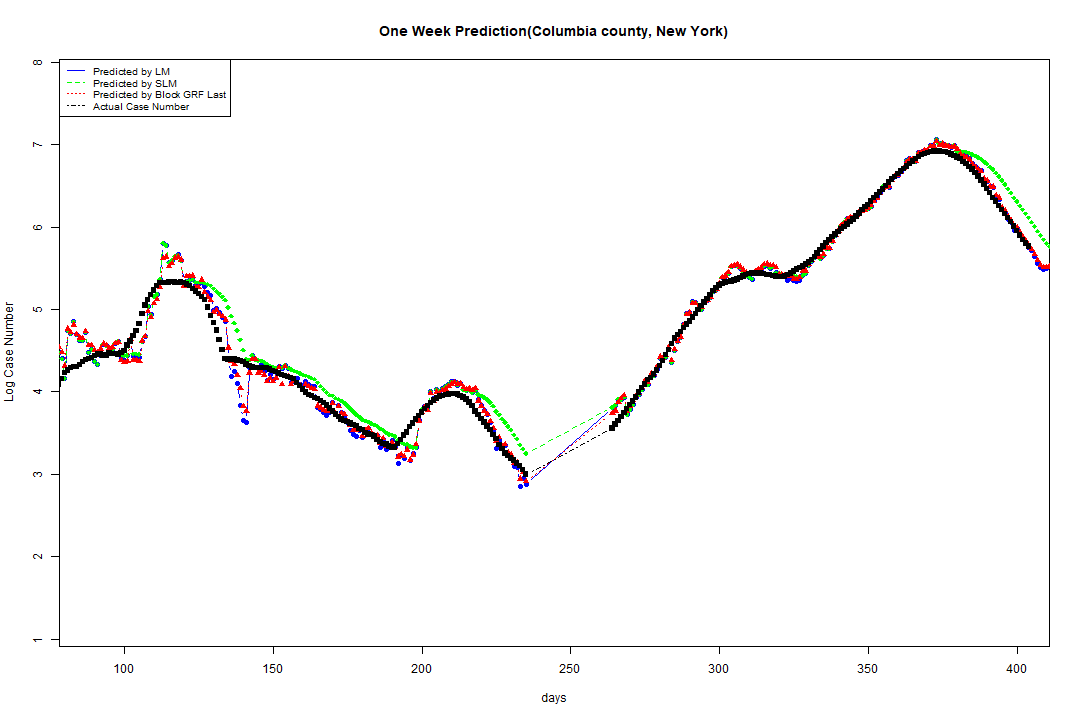 One Week Prediction(Columbia county, New York)
Predicted by LM
Predicted by SLM
Predicted by Block GRF Last
Actual Case Number
Log Case Number
8
7
6
5
4
3
2
1
100 150 200 250 300 350 400
days